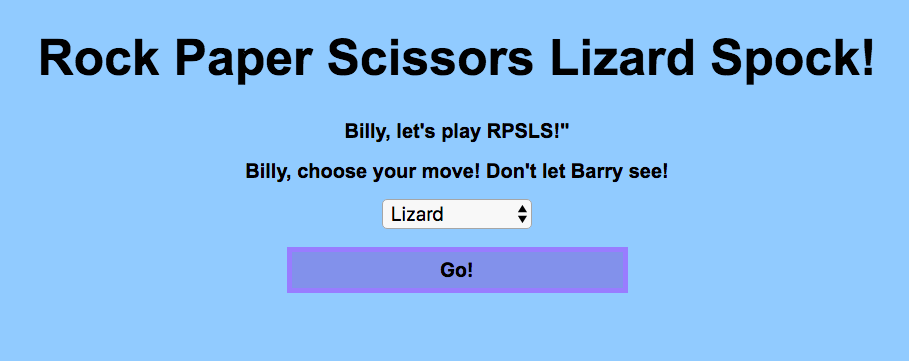 Rock Paper Scissors Lizard Spock!
Billy, let's play RPSLS!"
Billy, choose your move! Don't let Barry see!
Lizard
Go!